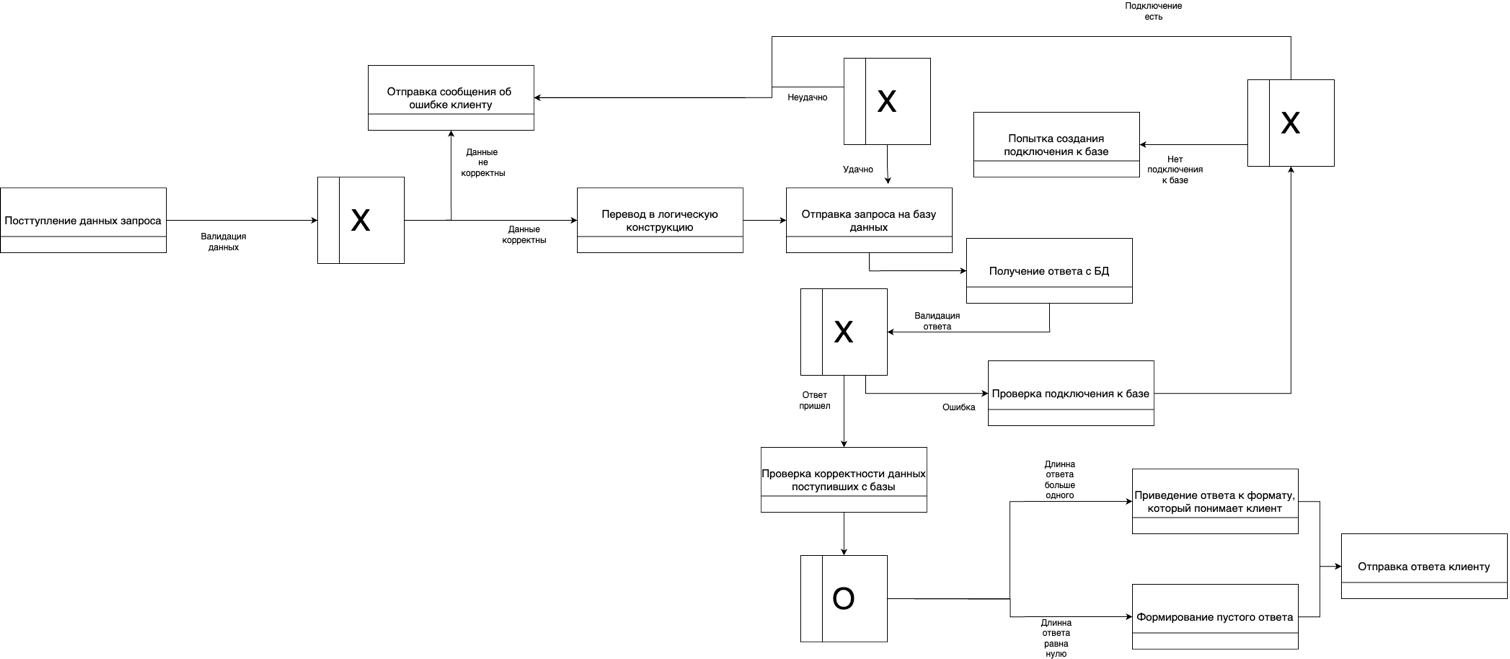 Подключение
есть
Отправка сообщения об
ошибке клиенту
Неудачно
X
X
Попытка создания
подключения к базе
Нет
подключения
к базе
Данные
не
корректны
Удачно
Посттупление данных запроса
Валидация
данных
X
Данные
корректны
Перевод в логическую
конструкцию
Отправка запроса на базу
данных
Получение ответа с БД
Валидация
ответа
X
Ответ
пришел
Ошибка
Проверка подключения к базе
Проверка корректности данных
поступивших с базы
O
Длинна
ответа
больше
одного
Приведение ответа к формату,
который понимает клиент
Отправка ответа клиенту
Формирование пустого ответа
Длинна
ответа
равна
нулю